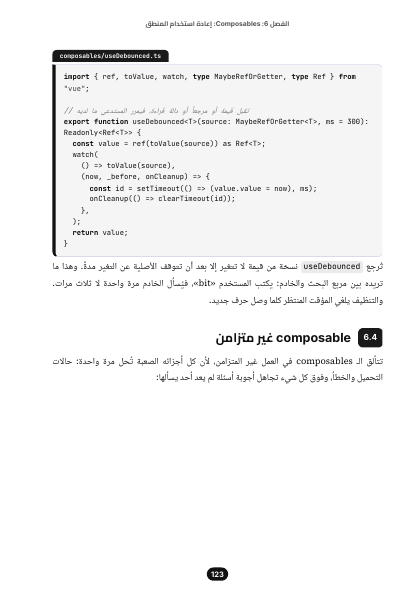 الفصل 6: Composables: إعادة استخدام المنطق
composables/useDebounced.ts
import { ref, toValue, watch, type MaybeRefOrGetter, type Ref } from
"vue";
// تقبل قيمة أو مرجعاً أو دالة قراءة، فيمرر المستدعي ما لديه
export function useDebounced<T>(source: MaybeRefOrGetter<T>, ms = 300):
Readonly<Ref<T>> {
  const value = ref(toValue(source)) as Ref<T>;
  watch(
    () => toValue(source),
    (now, _before, onCleanup) => {
      const id = setTimeout(() => (value.value = now), ms);
      onCleanup(() => clearTimeout(id));
    },
  );
  return value;
}
تُرجع useDebounced نسخة من قيمة لا تتغير إلا بعد أن تتوقف الأصلية عن التغير مدةً. وهذا ما
تريده بين مربع البحث والخادم: يكتب المستخدم «bit»، فيُسأل الخادم مرة واحدة لا ثلاث مرات.
والتنظيف يلغي المؤقت المنتظر كلما وصل حرف جديد.
6.4 composable غير متزامن
تتألق الـ composables في العمل غير المتزامن، لأن كل أجزائه الصعبة تُحل مرة واحدة: حالات
التحميل والخطأ، وفوق كل شيء تجاهل أجوبة أسئلة لم يعد أحد يسألها:
123